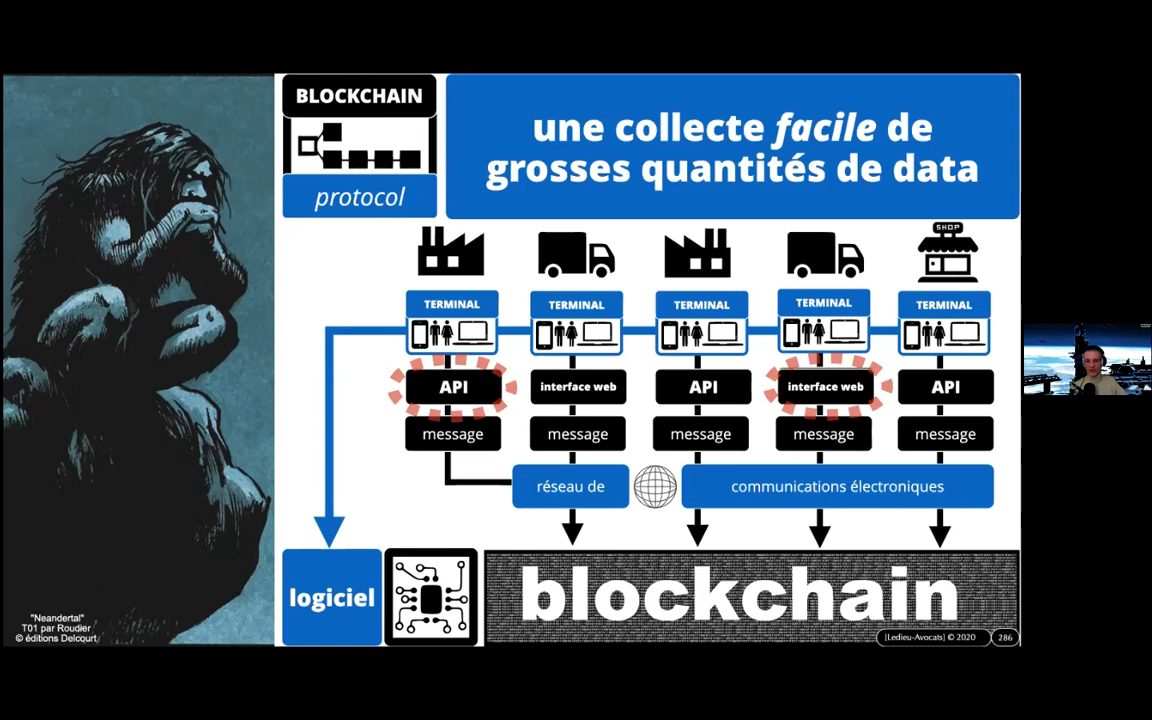 BLOCKCHAIN
protocol
une collecte facile de
grosses quantités de data
SHOP
TERMINAL
TERMINAL
TERMINAL
TERMINAL
TERMINAL
API
interface web
API
interface web
API
message
message
message
message
message
réseau de
communications électroniques
logiciel
blockchain
"Neandertal"
T01 par Roudier
© éditions Delcourt
[Ledieu-Avocats] © 2020
286